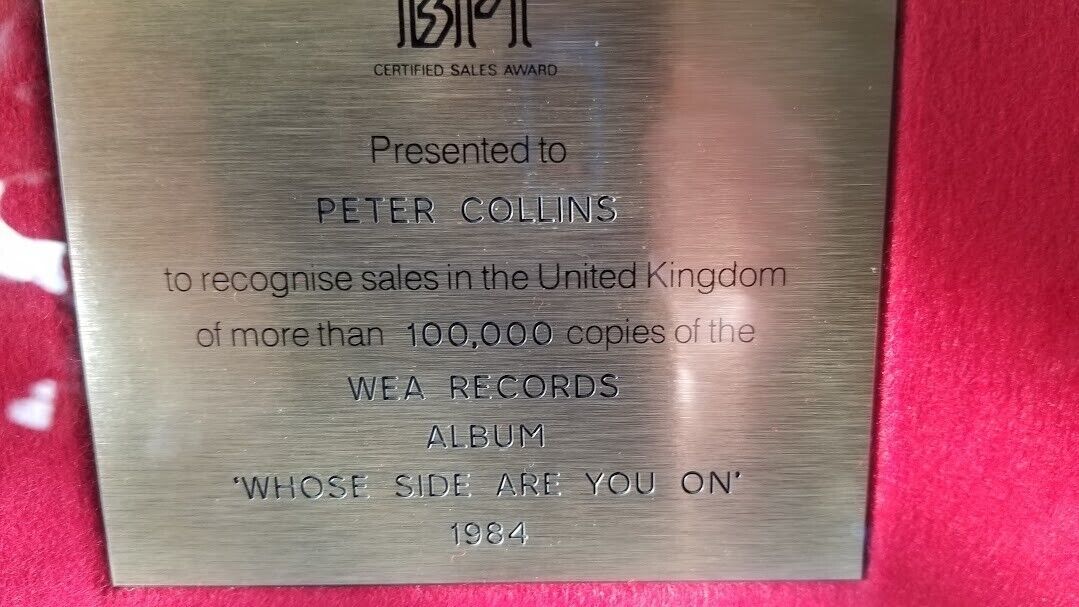 BPI
CERTIFIED SALES AWARD
Presented to
PETER COLLINS
to recognise sales in the United Kingdom
of more than 100,000 copies of the
WEA RECORDS
ALBUM
'WHOSE SIDE ARE YOU ON'
1984